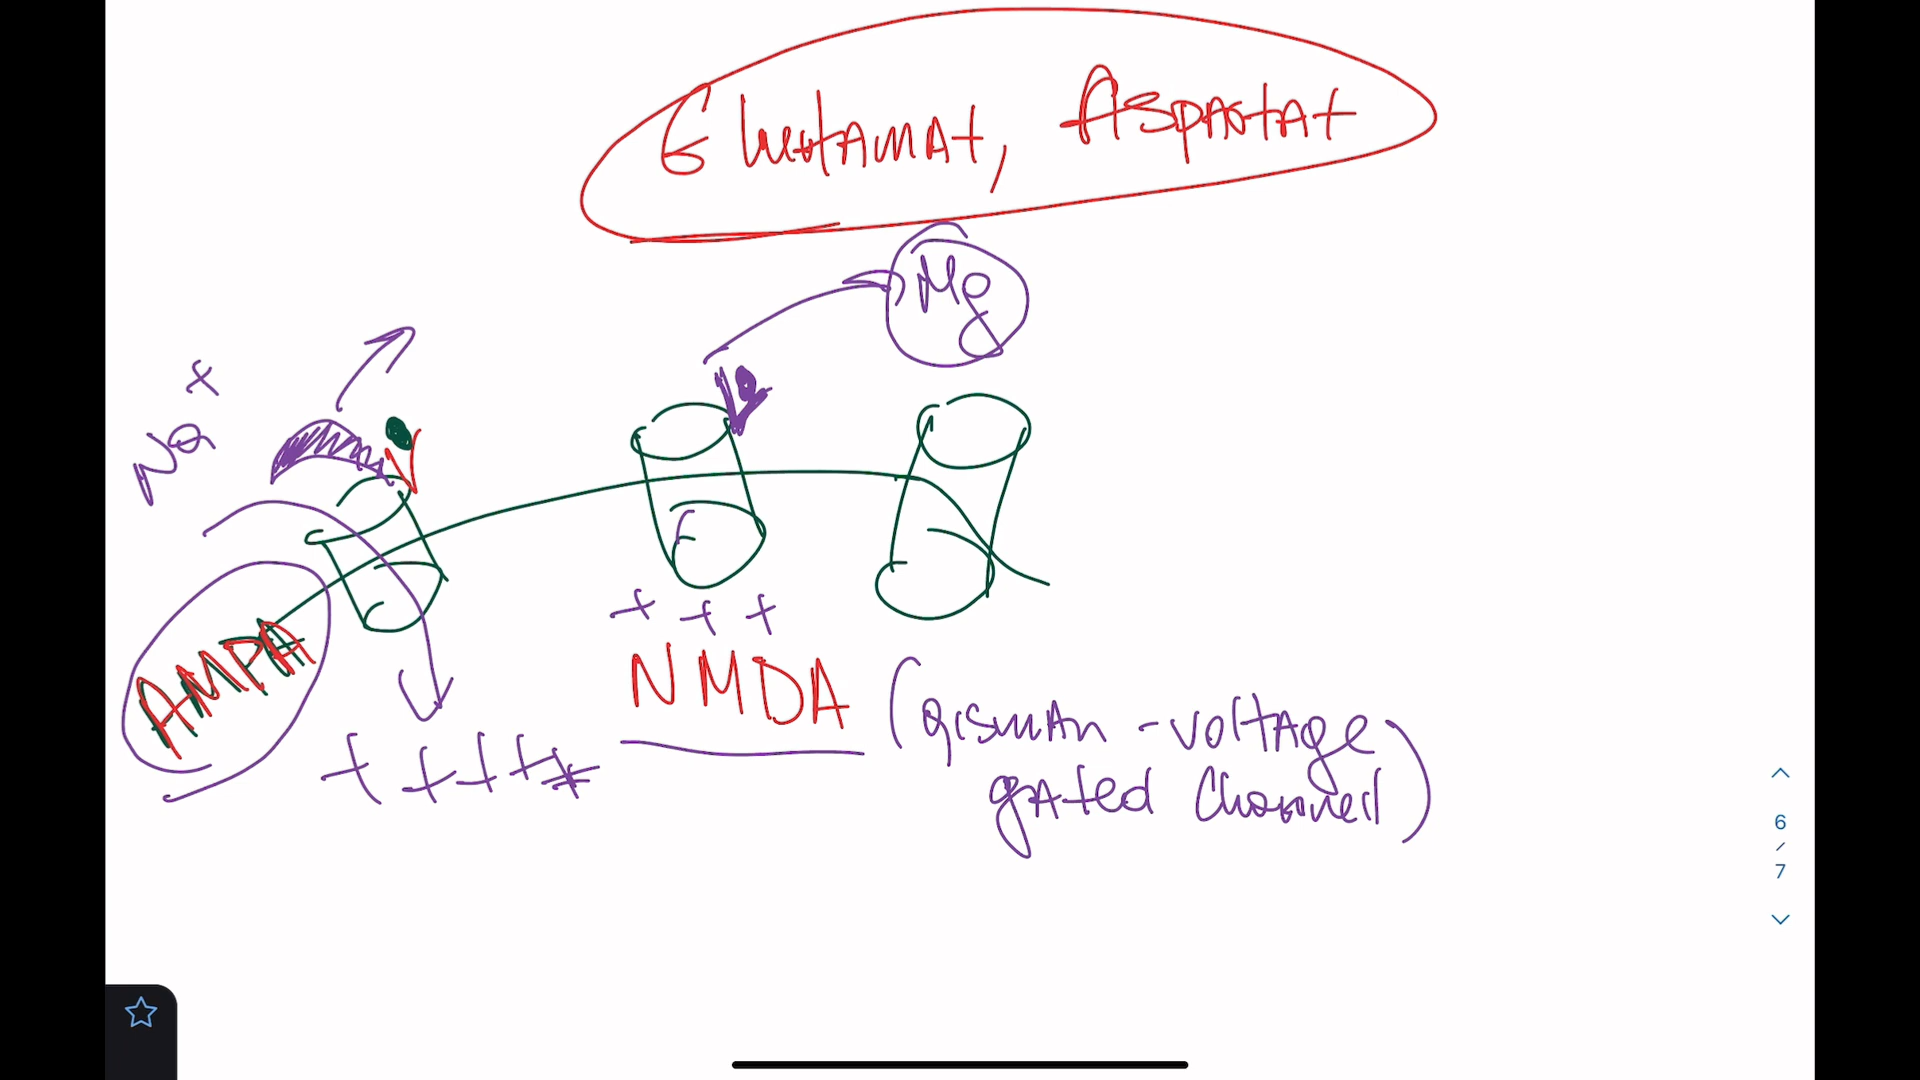 Glutamat, Aspartat
Mg
Na+
AMPA
+ + + + +
+ + +
NMDA (qisman - voltage
gated channel)
6
/
7